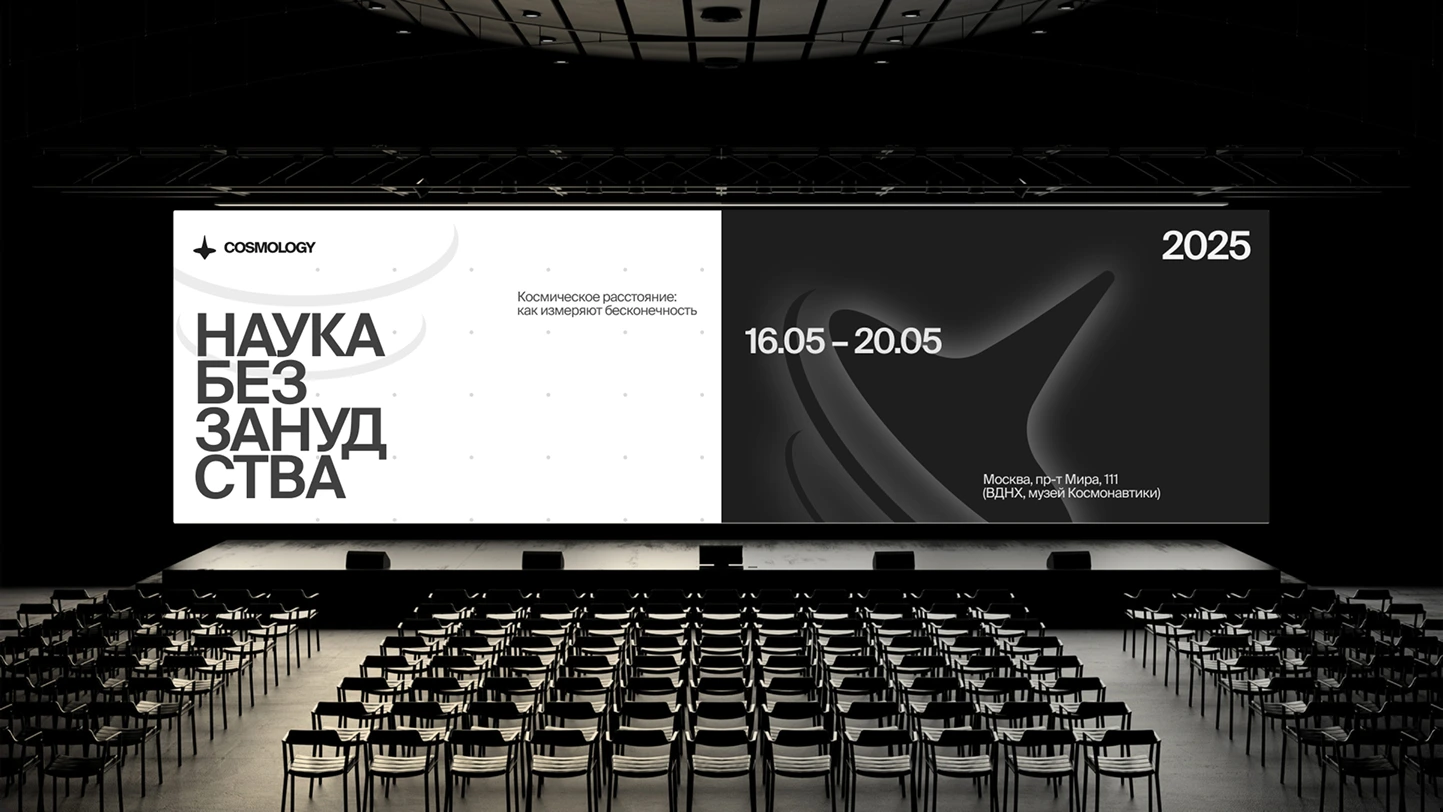 COSMOLOGY
НАУКА
БЕЗ
ЗАНУД
СТВА
Космическое расстояние:
как измеряют бесконечность
2025
16.05 – 20.05
Москва, пр-т Мира, 111
(ВДНХ, музей Космонавтики)